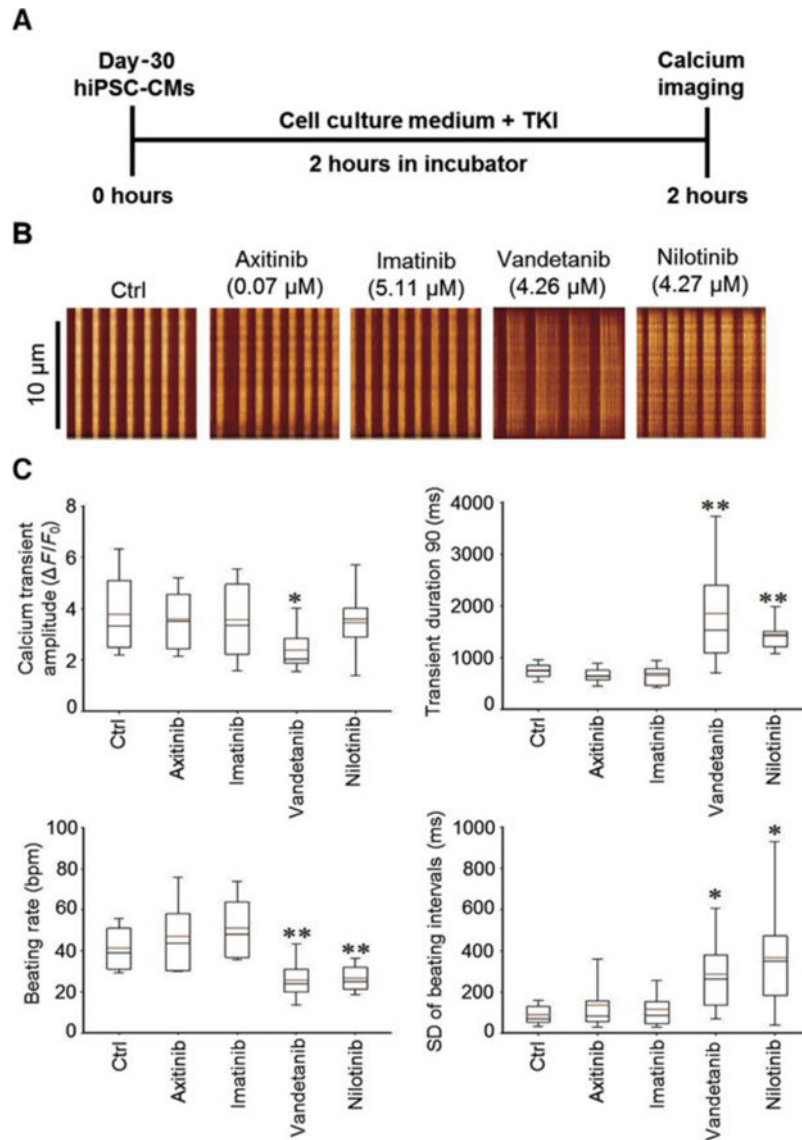 A
Day-30
hiPSC-CMs
Calcium
imaging
Cell culture medium + TKI
2 hours in incubator
0 hours
2 hours
B
Ctrl
Axitinib
(0.07 µM)
Imatinib
(5.11 µM)
Vandetanib
(4.26 µM)
Nilotinib
(4.27 µM)
10 µm
C
Calcium transient
amplitude (ΔF/F0)
8
6
4
2
0
*
Ctrl
Axitinib
Imatinib
Vandetanib
Nilotinib
Transient duration 90 (ms)
4000
3000
2000
1000
0
**
**
Ctrl
Axitinib
Imatinib
Vandetanib
Nilotinib
Beating rate (bpm)
100
80
60
40
20
0
**
**
Ctrl
Axitinib
Imatinib
Vandetanib
Nilotinib
SD of beating intervals (ms)
1000
800
600
400
200
0
*
*
Ctrl
Axitinib
Imatinib
Vandetanib
Nilotinib